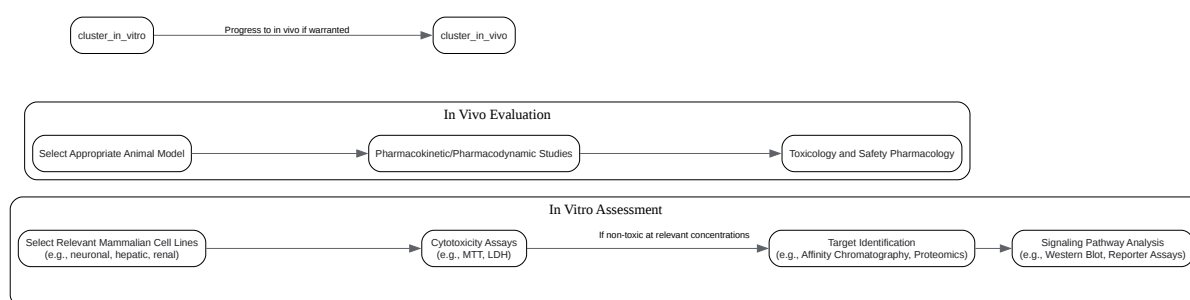 cluster_in_vitro
Progress to in vivo if warranted
cluster_in_vivo
In Vivo Evaluation
Select Appropriate Animal Model
Pharmacokinetic/Pharmacodynamic Studies
Toxicology and Safety Pharmacology
In Vitro Assessment
Select Relevant Mammalian Cell Lines
(e.g., neuronal, hepatic, renal)
Cytotoxicity Assays
(e.g., MTT, LDH)
If non-toxic at relevant concentrations
Target Identification
(e.g., Affinity Chromatography, Proteomics)
Signaling Pathway Analysis
(e.g., Western Blot, Reporter Assays)